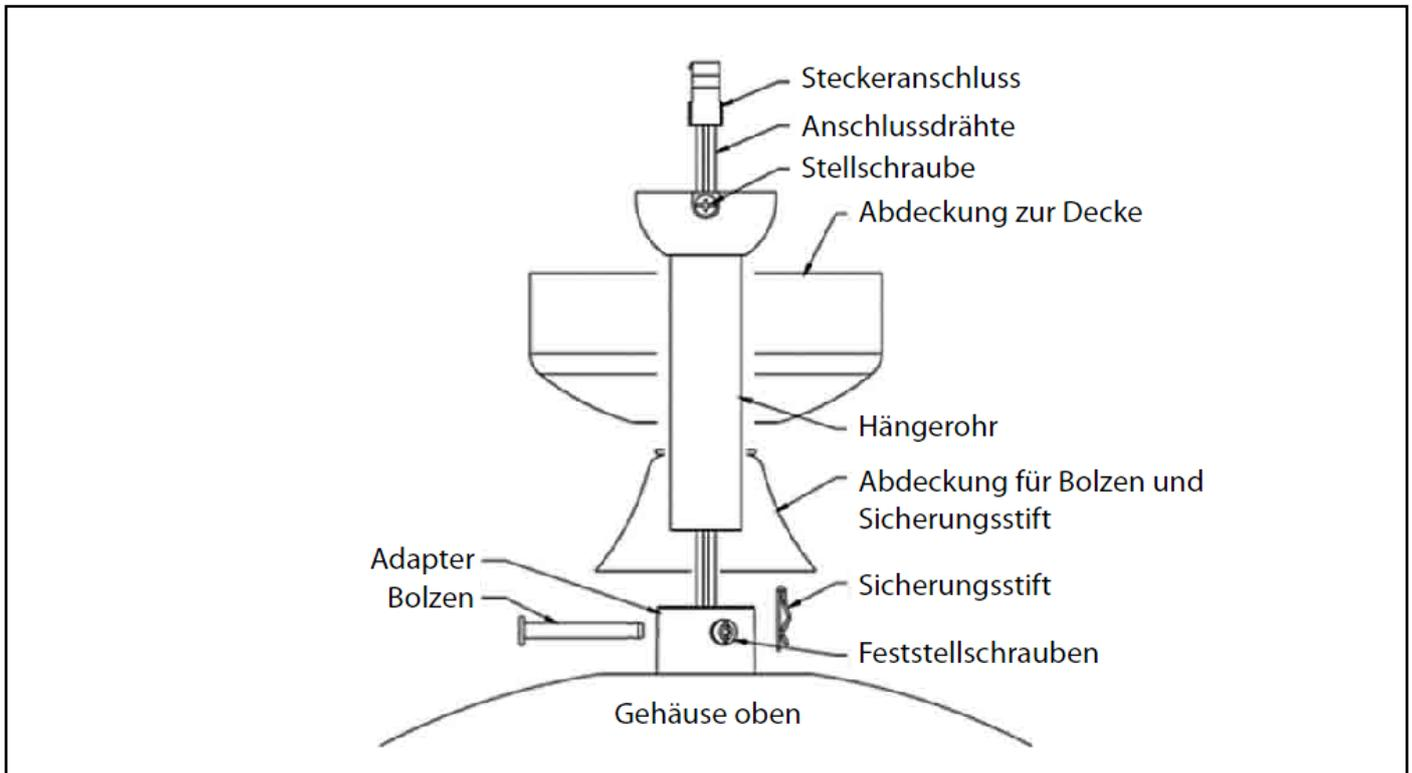 Steckeranschluss
Anschlussdrähte
Stellschraube
Abdeckung zur Decke
Hängerohr
Abdeckung für Bolzen und
Sicherungsstift
Adapter
Bolzen
Sicherungsstift
Feststellschrauben
Gehäuse oben